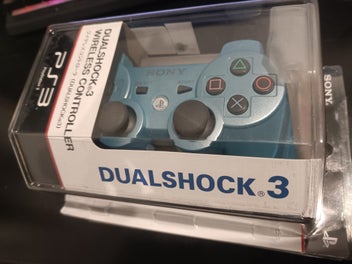 DUALSHOCK®3
WIRELESS CONTROLLER
PS3
SONY
DUALSHOCK®3
SONY